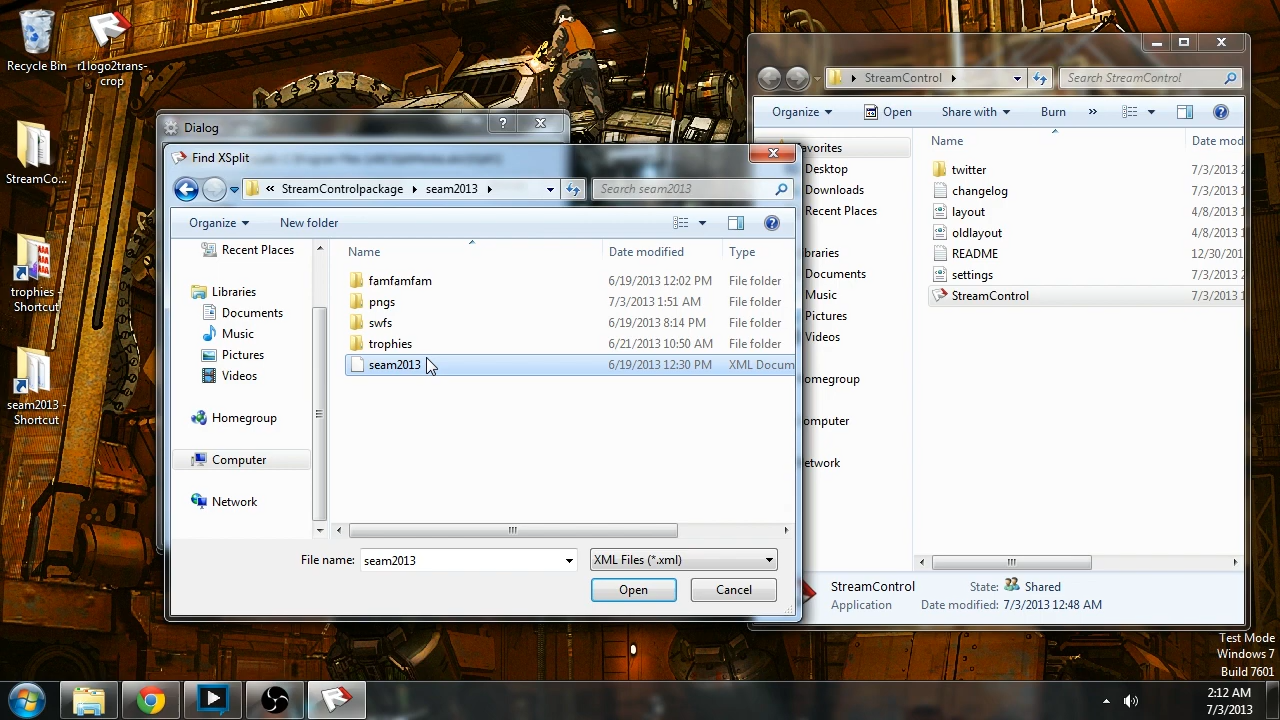 Recycle Bin
r1logo2trans-
crop
StreamCo...
trophies -
Shortcut
seam2013 -
Shortcut
Dialog
?
Find XSplit
« StreamControlpackage seam2013
Search seam2013
Organize New folder
Name Date modified Type
Recent Places
Libraries
Documents
Music
Pictures
Videos
Homegroup
Computer
Network
famfamfam 6/19/2013 12:02 PM File folder
pngs 7/3/2013 1:51 AM File folder
swfs 6/19/2013 8:14 PM File folder
trophies 6/21/2013 10:50 AM File folder
seam2013 6/19/2013 12:30 PM XML Docum
File name: seam2013 XML Files (*.xml)
Open Cancel
StreamControl
Search StreamControl
Organize Open Share with Burn »
avorites
Desktop
Downloads
Recent Places
braries
Documents
Music
Pictures
Videos
omegroup
omputer
etwork
Name Date mod
twitter 7/3/2013 2
changelog 7/3/2013 2
layout 4/8/2013 1
oldlayout 4/8/2013 1
README 12/30/201
settings 7/3/2013 2
StreamControl 7/3/2013 1
StreamControl State: Shared
Application Date modified: 7/3/2013 12:48 AM
Test Mode
Windows 7
Build 7601
2:12 AM
7/3/2013